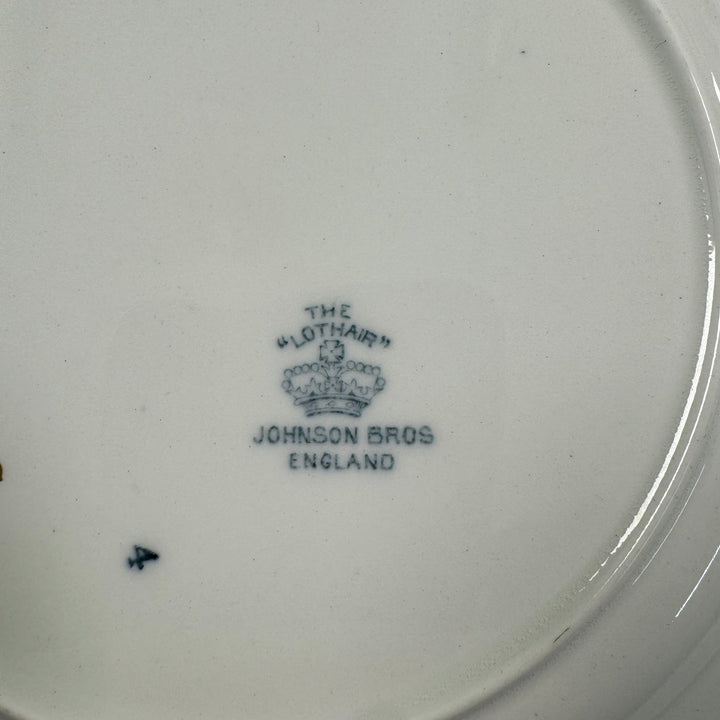 THE
"LOTHAIR"
JOHNSON BROS
ENGLAND
4